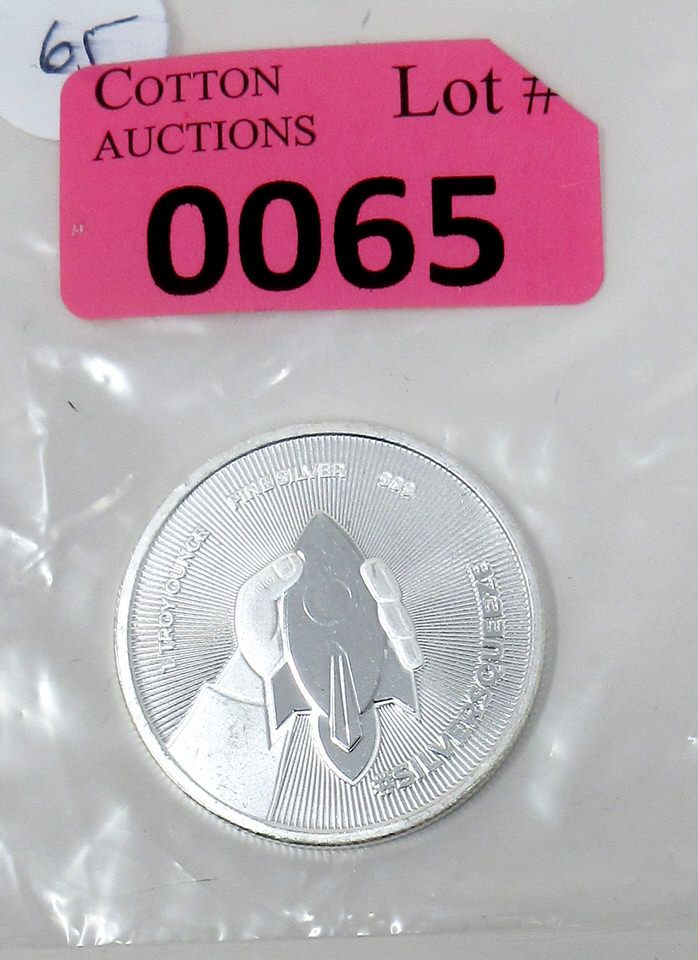 65
COTTON
AUCTIONS
Lot #
0065
1 TROY OUNCE FINE SILVER 999
#SILVERSQUEEZE